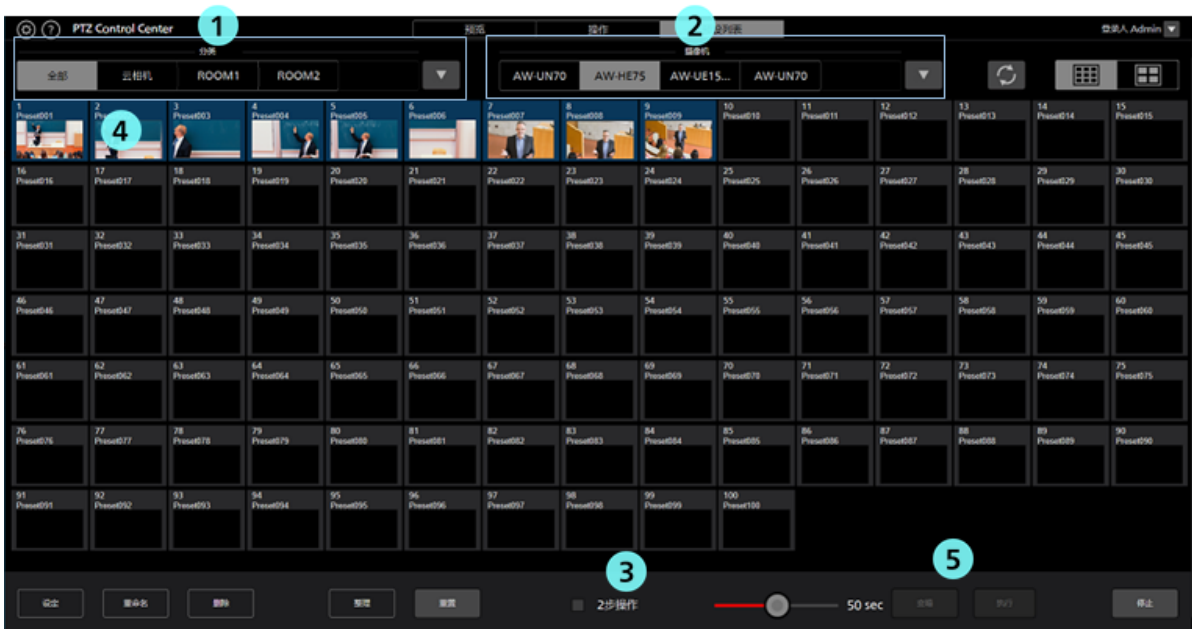 PTZ Control Center
1
预览
操作
2
设列表
登录人 Admin
分类
摄像机
全部
云相机
ROOM1
ROOM2
AW-UN70
AW-HE75
AW-UE15...
AW-UN70
1 2 3 4 5 6 7 8 9 10 11 12 13 14 15
Preset001 Pre 4 Preset003 Preset004 Preset005 Preset006 Preset007 Preset008 Preset009 Preset010 Preset011 Preset012 Preset013 Preset014 Preset015
16 17 18 19 20 21 22 23 24 25 26 27 28 29 30
Preset016 Preset017 Preset018 Preset019 Preset020 Preset021 Preset022 Preset023 Preset024 Preset025 Preset026 Preset027 Preset028 Preset029 Preset030
31 32 33 34 35 36 37 38 39 40 41 42 43 44 45
Preset031 Preset032 Preset033 Preset034 Preset035 Preset036 Preset037 Preset038 Preset039 Preset040 Preset041 Preset042 Preset043 Preset044 Preset045
46 47 48 49 50 51 52 53 54 55 56 57 58 59 60
Preset046 Preset047 Preset048 Preset049 Preset050 Preset051 Preset052 Preset053 Preset054 Preset055 Preset056 Preset057 Preset058 Preset059 Preset060
61 62 63 64 65 66 67 68 69 70 71 72 73 74 75
Preset061 Preset062 Preset063 Preset064 Preset065 Preset066 Preset067 Preset068 Preset069 Preset070 Preset071 Preset072 Preset073 Preset074 Preset075
76 77 78 79 80 81 82 83 84 85 86 87 88 89 90
Preset076 Preset077 Preset078 Preset079 Preset080 Preset081 Preset082 Preset083 Preset084 Preset085 Preset086 Preset087 Preset088 Preset089 Preset090
91 92 93 94 95 96 97 98 99 100
Preset091 Preset092 Preset093 Preset094 Preset095 Preset096 Preset097 Preset098 Preset099 Preset100
3
5
设定
重命名
删除
整理
重置
2步操作
50 sec
执行
停止